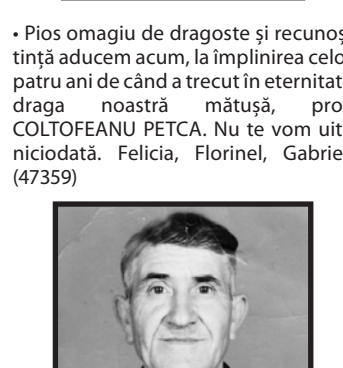 • Pios omagiu de dragoste și recunoș
tință aducem acum, la împlinirea celo
patru ani de când a trecut în eternitat
draga noastră mătușă, pro
COLTOFEANU PETCA. Nu te vom uit
niciodată. Felicia, Florinel, Gabrie
(47359)